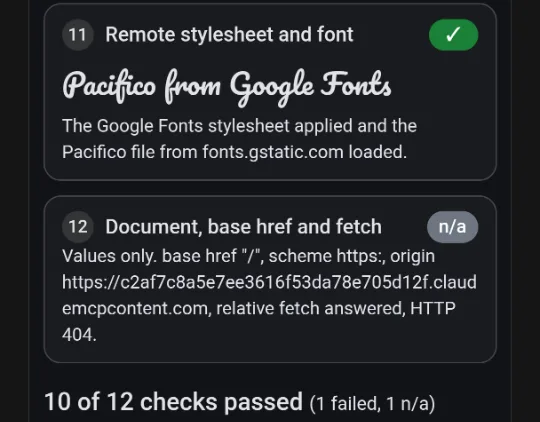 11 Remote stylesheet and font ✓
Pacifico from Google Fonts
The Google Fonts stylesheet applied and the
Pacifico file from fonts.gstatic.com loaded.
12 Document, base href and fetch n/a
Values only. base href "/", scheme https:, origin
https://c2af7c8a5e7ee3616f53da78e705d12f.claud
emcpcontent.com, relative fetch answered, HTTP
404.
10 of 12 checks passed (1 failed, 1 n/a)